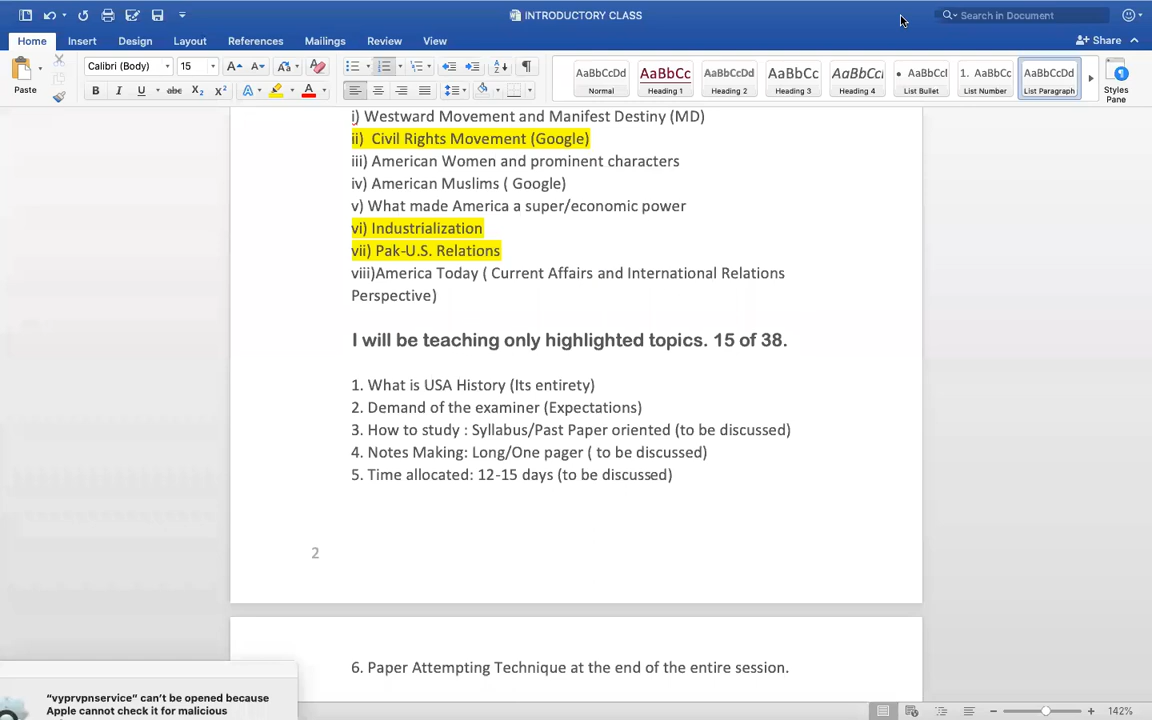 INTRODUCTORY CLASS
Search in Document
Home Insert Design Layout References Mailings Review View
Share
Paste
Calibri (Body) 15
B I U abc X₂ X²
AaBbCcDd AaBbCc AaBbCcDd AaBbCc AaBbCcI AaBbCcI 1. AaBbCc AaBbCcDd
Normal Heading 1 Heading 2 Heading 3 Heading 4 List Bullet List Number List Paragraph
Styles
Pane
i) Westward Movement and Manifest Destiny (MD)
ii) Civil Rights Movement (Google)
iii) American Women and prominent characters
iv) American Muslims ( Google)
v) What made America a super/economic power
vi) Industrialization
vii) Pak-U.S. Relations
viii)America Today ( Current Affairs and International Relations
Perspective)
I will be teaching only highlighted topics. 15 of 38.
1. What is USA History (Its entirety)
2. Demand of the examiner (Expectations)
3. How to study : Syllabus/Past Paper oriented (to be discussed)
4. Notes Making: Long/One pager ( to be discussed)
5. Time allocated: 12-15 days (to be discussed)
2
6. Paper Attempting Technique at the end of the entire session.
“vyprvpnservice” can’t be opened because
Apple cannot check it for malicious
142%